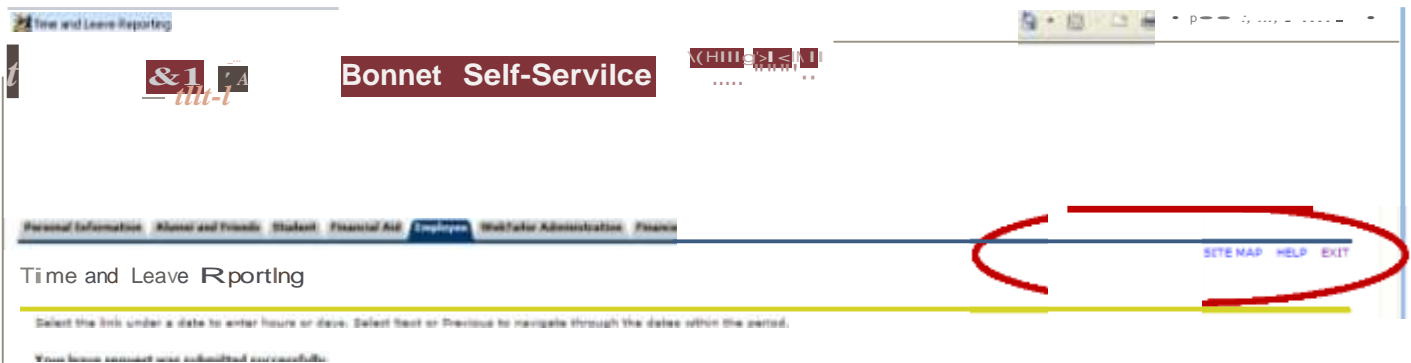 Time and Leave Reporting
Bonnet Self-Servilce
Personal Information Alumni and Friends Student Financial Aid Employee WebTailor Administration Finance
SITE MAP HELP EXIT
Time and Leave RportIng
Select the link under a date to enter hours or days. Select Next or Previous to navigate through the dates within the period.
Your leave request was submitted successfully.